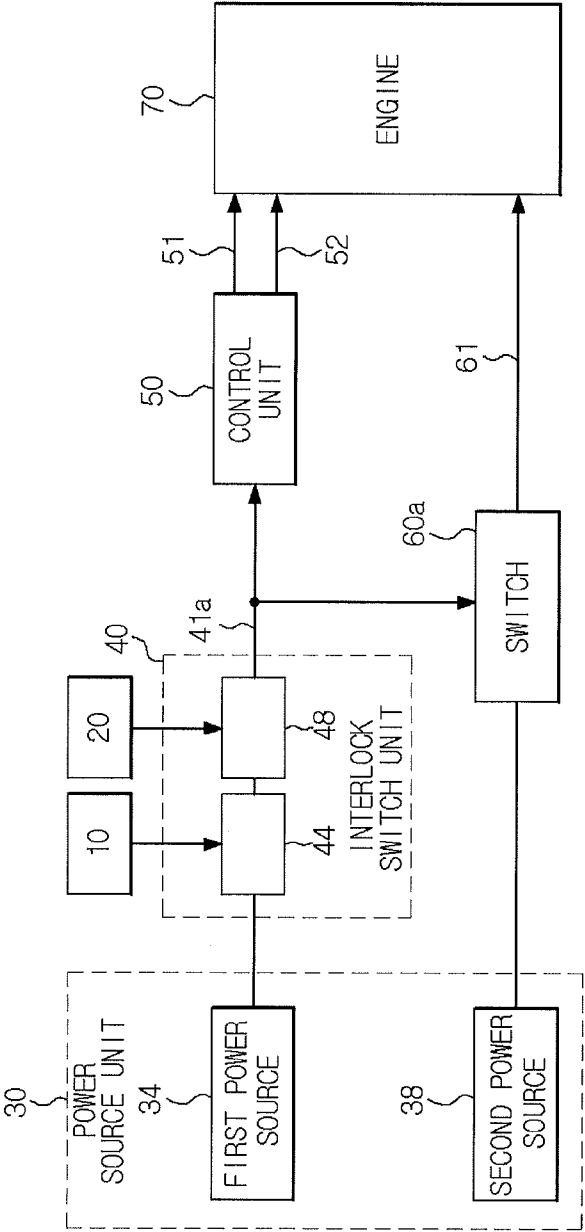 30
POWER
SOURCE UNIT
34
FIRST POWER
SOURCE
38
SECOND POWER
SOURCE
10
20
40
44
48
INTERLOCK
SWITCH UNIT
41a
50
CONTROL
UNIT
51
52
60a
SWITCH
61
70
ENGINE